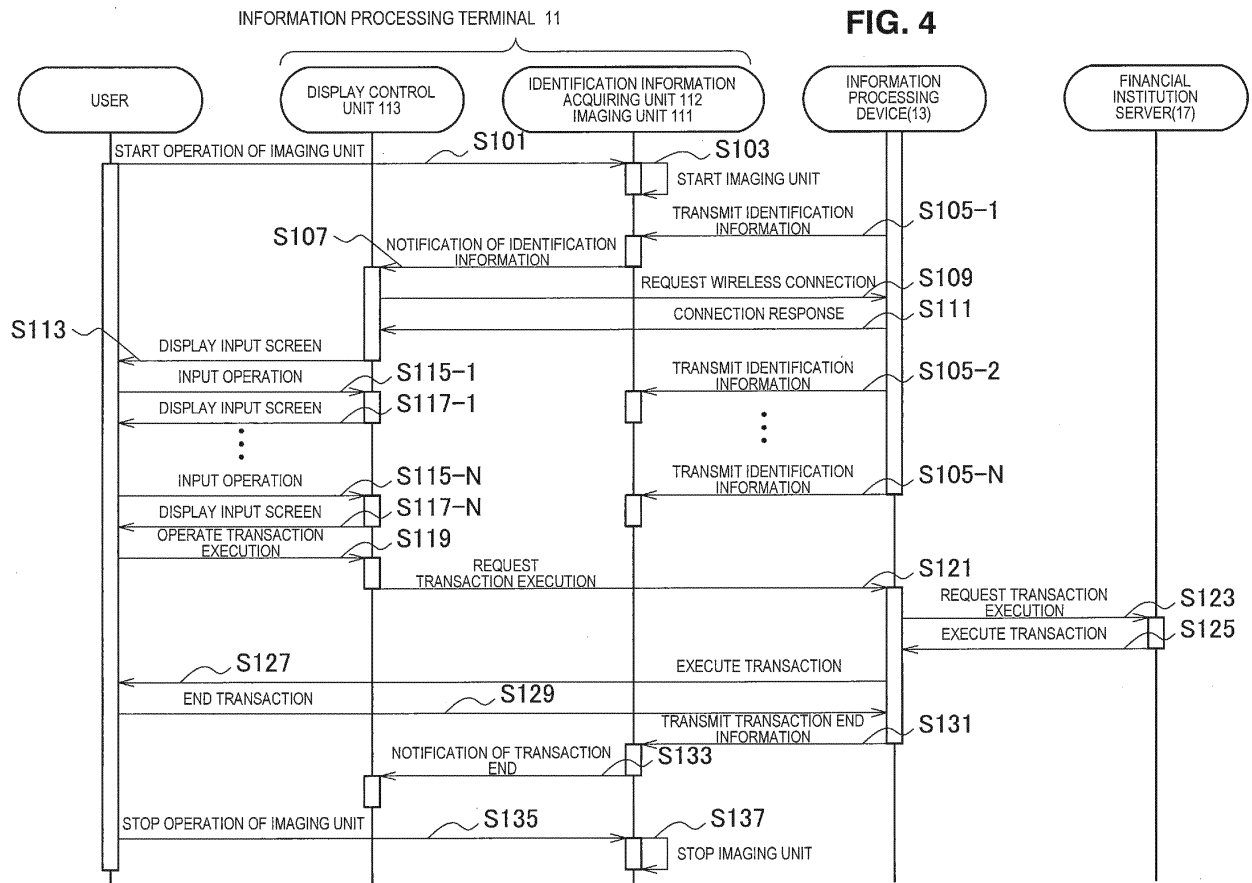 INFORMATION PROCESSING TERMINAL 11
FIG. 4
USER
DISPLAY CONTROL
UNIT 113
IDENTIFICATION INFORMATION
ACQUIRING UNIT 112
IMAGING UNIT 111
INFORMATION
PROCESSING
DEVICE(13)
FINANCIAL
INSTITUTION
SERVER(17)
START OPERATION OF IMAGING UNIT
S101
S103
START IMAGING UNIT
TRANSMIT IDENTIFICATION
INFORMATION
S105-1
S107
NOTIFICATION OF IDENTIFICATION
INFORMATION
REQUEST WIRELESS CONNECTION
S109
CONNECTION RESPONSE
S111
S113
DISPLAY INPUT SCREEN
INPUT OPERATION
S115-1
TRANSMIT IDENTIFICATION
INFORMATION
S105-2
DISPLAY INPUT SCREEN
S117-1
INPUT OPERATION
S115-N
TRANSMIT IDENTIFICATION
INFORMATION
S105-N
DISPLAY INPUT SCREEN
S117-N
OPERATE TRANSACTION
EXECUTION
S119
REQUEST
TRANSACTION EXECUTION
S121
REQUEST TRANSACTION
EXECUTION
S123
EXECUTE TRANSACTION
S125
S127
EXECUTE TRANSACTION
END TRANSACTION
S129
TRANSMIT TRANSACTION END
INFORMATION
S131
NOTIFICATION OF TRANSACTION
END
S133
STOP OPERATION OF IMAGING UNIT
S135
S137
STOP IMAGING UNIT